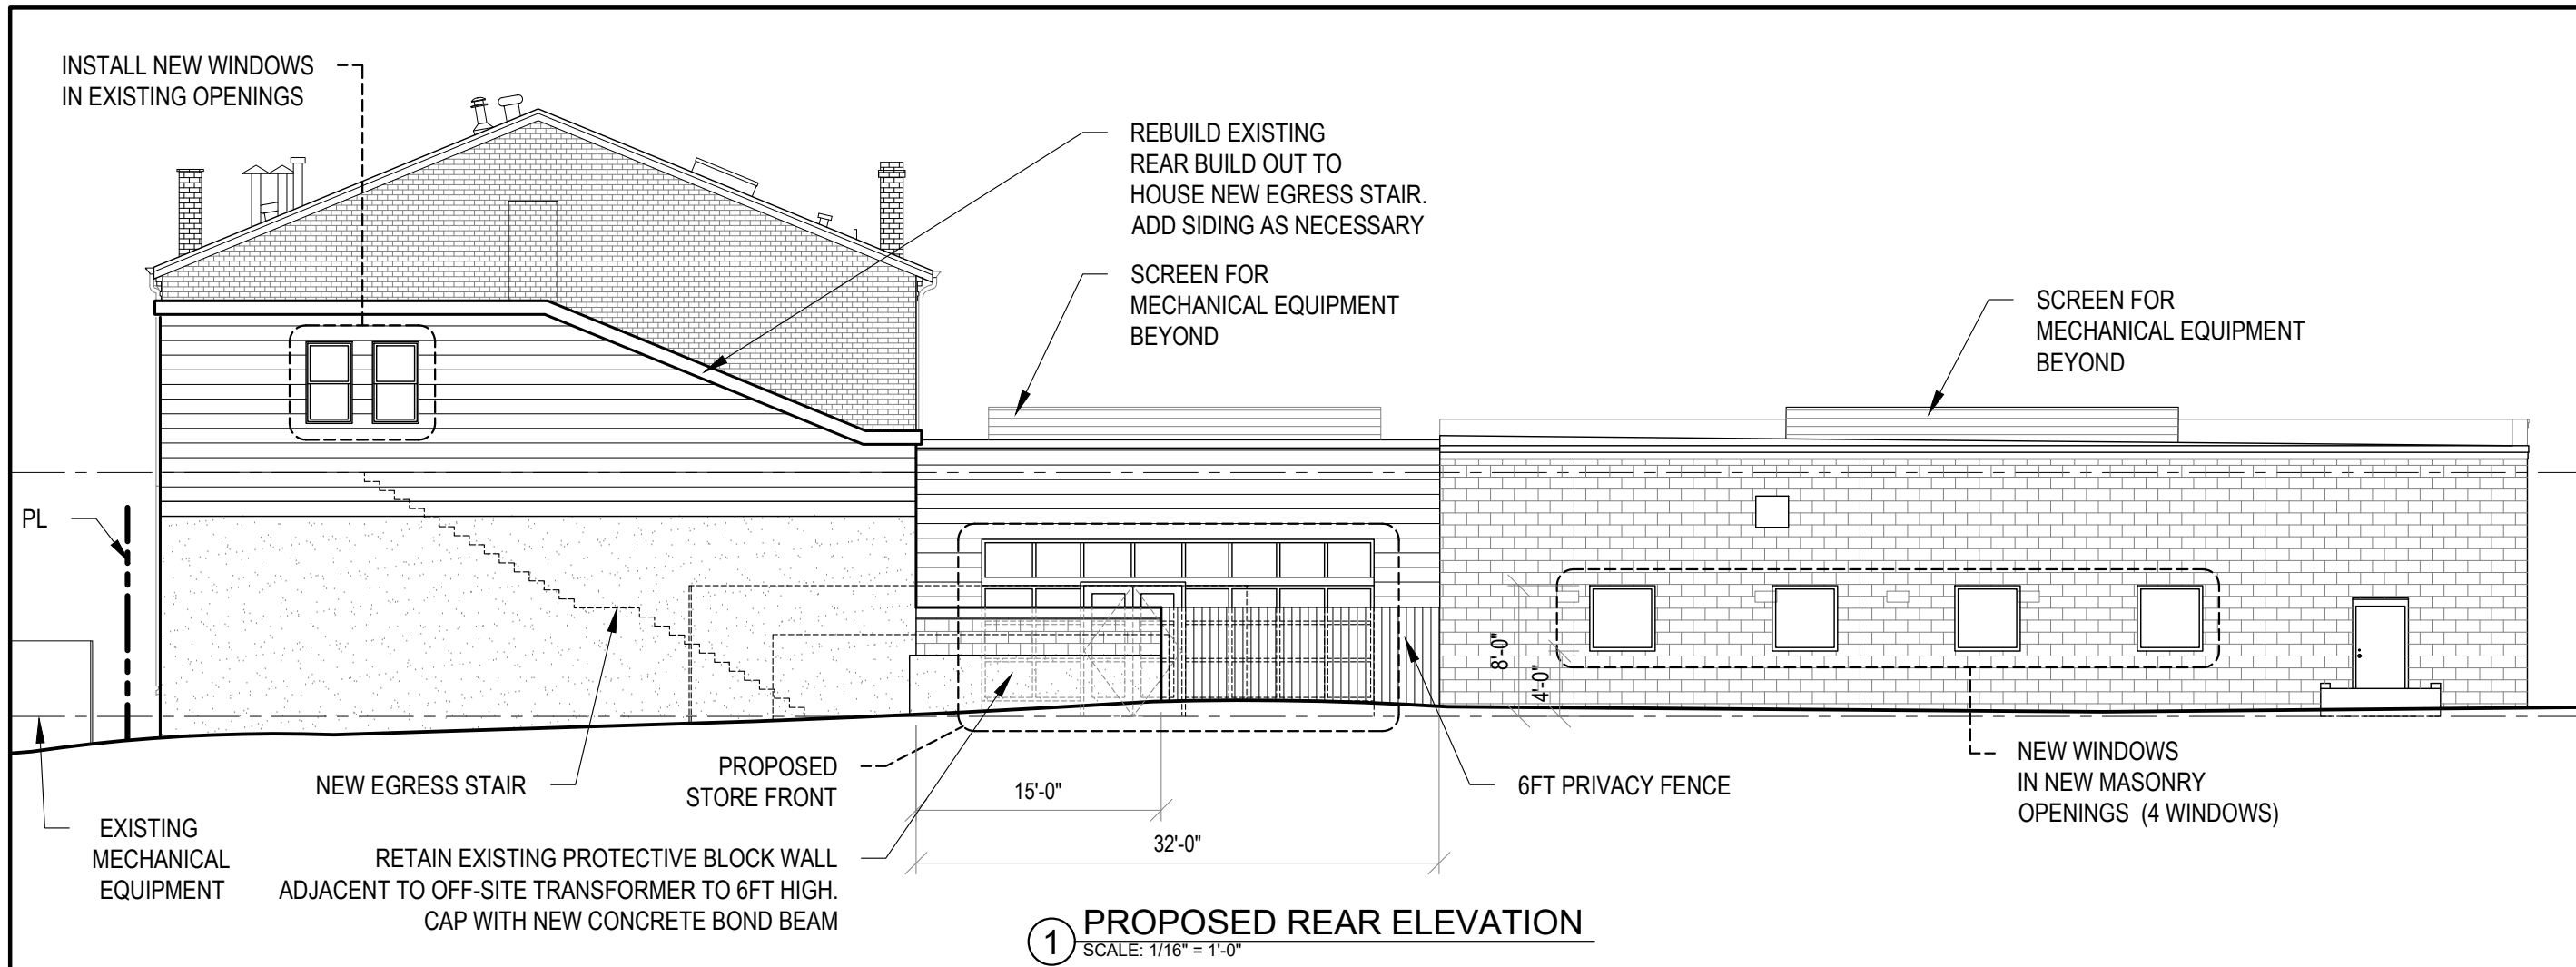 INSTALL NEW WINDOWS
IN EXISTING OPENINGS
REBUILD EXISTING
REAR BUILD OUT TO
HOUSE NEW EGRESS STAIR.
ADD SIDING AS NECESSARY
SCREEN FOR
MECHANICAL EQUIPMENT
BEYOND
SCREEN FOR
MECHANICAL EQUIPMENT
BEYOND
PL
8'-0"
4'-0"
NEW EGRESS STAIR
PROPOSED
STORE FRONT
15'-0"
32'-0"
6FT PRIVACY FENCE
NEW WINDOWS
IN NEW MASONRY
OPENINGS (4 WINDOWS)
EXISTING
MECHANICAL
EQUIPMENT
RETAIN EXISTING PROTECTIVE BLOCK WALL
ADJACENT TO OFF-SITE TRANSFORMER TO 6FT HIGH.
CAP WITH NEW CONCRETE BOND BEAM
1 PROPOSED REAR ELEVATION
SCALE: 1/16" = 1'-0"